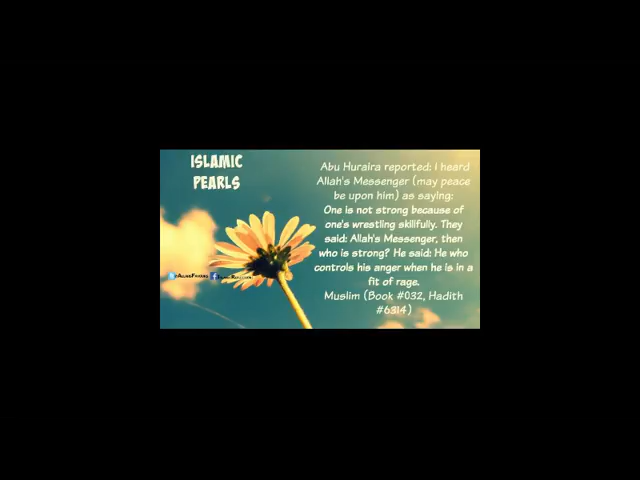 ISLAMIC
PEARLS
Abu Huraira reported: I heard
Allah's Messenger (may peace
be upon him) as saying:
One is not strong because of
one's wrestling skillfully. They
said: Allah's Messenger, then
who is strong? He said: He who
controls his anger when he is in a
fit of rage.
Muslim (Book #032, Hadith
#6314)